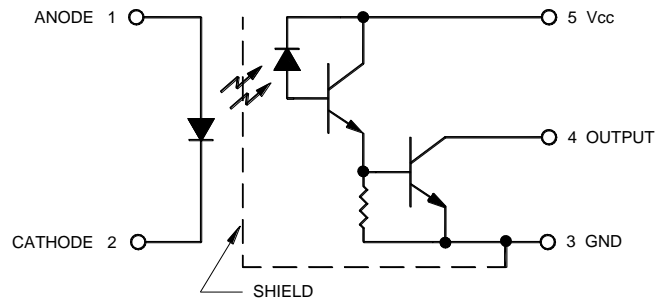 ANODE 1
5 Vcc
4 OUTPUT
CATHODE 2
3 GND
SHIELD